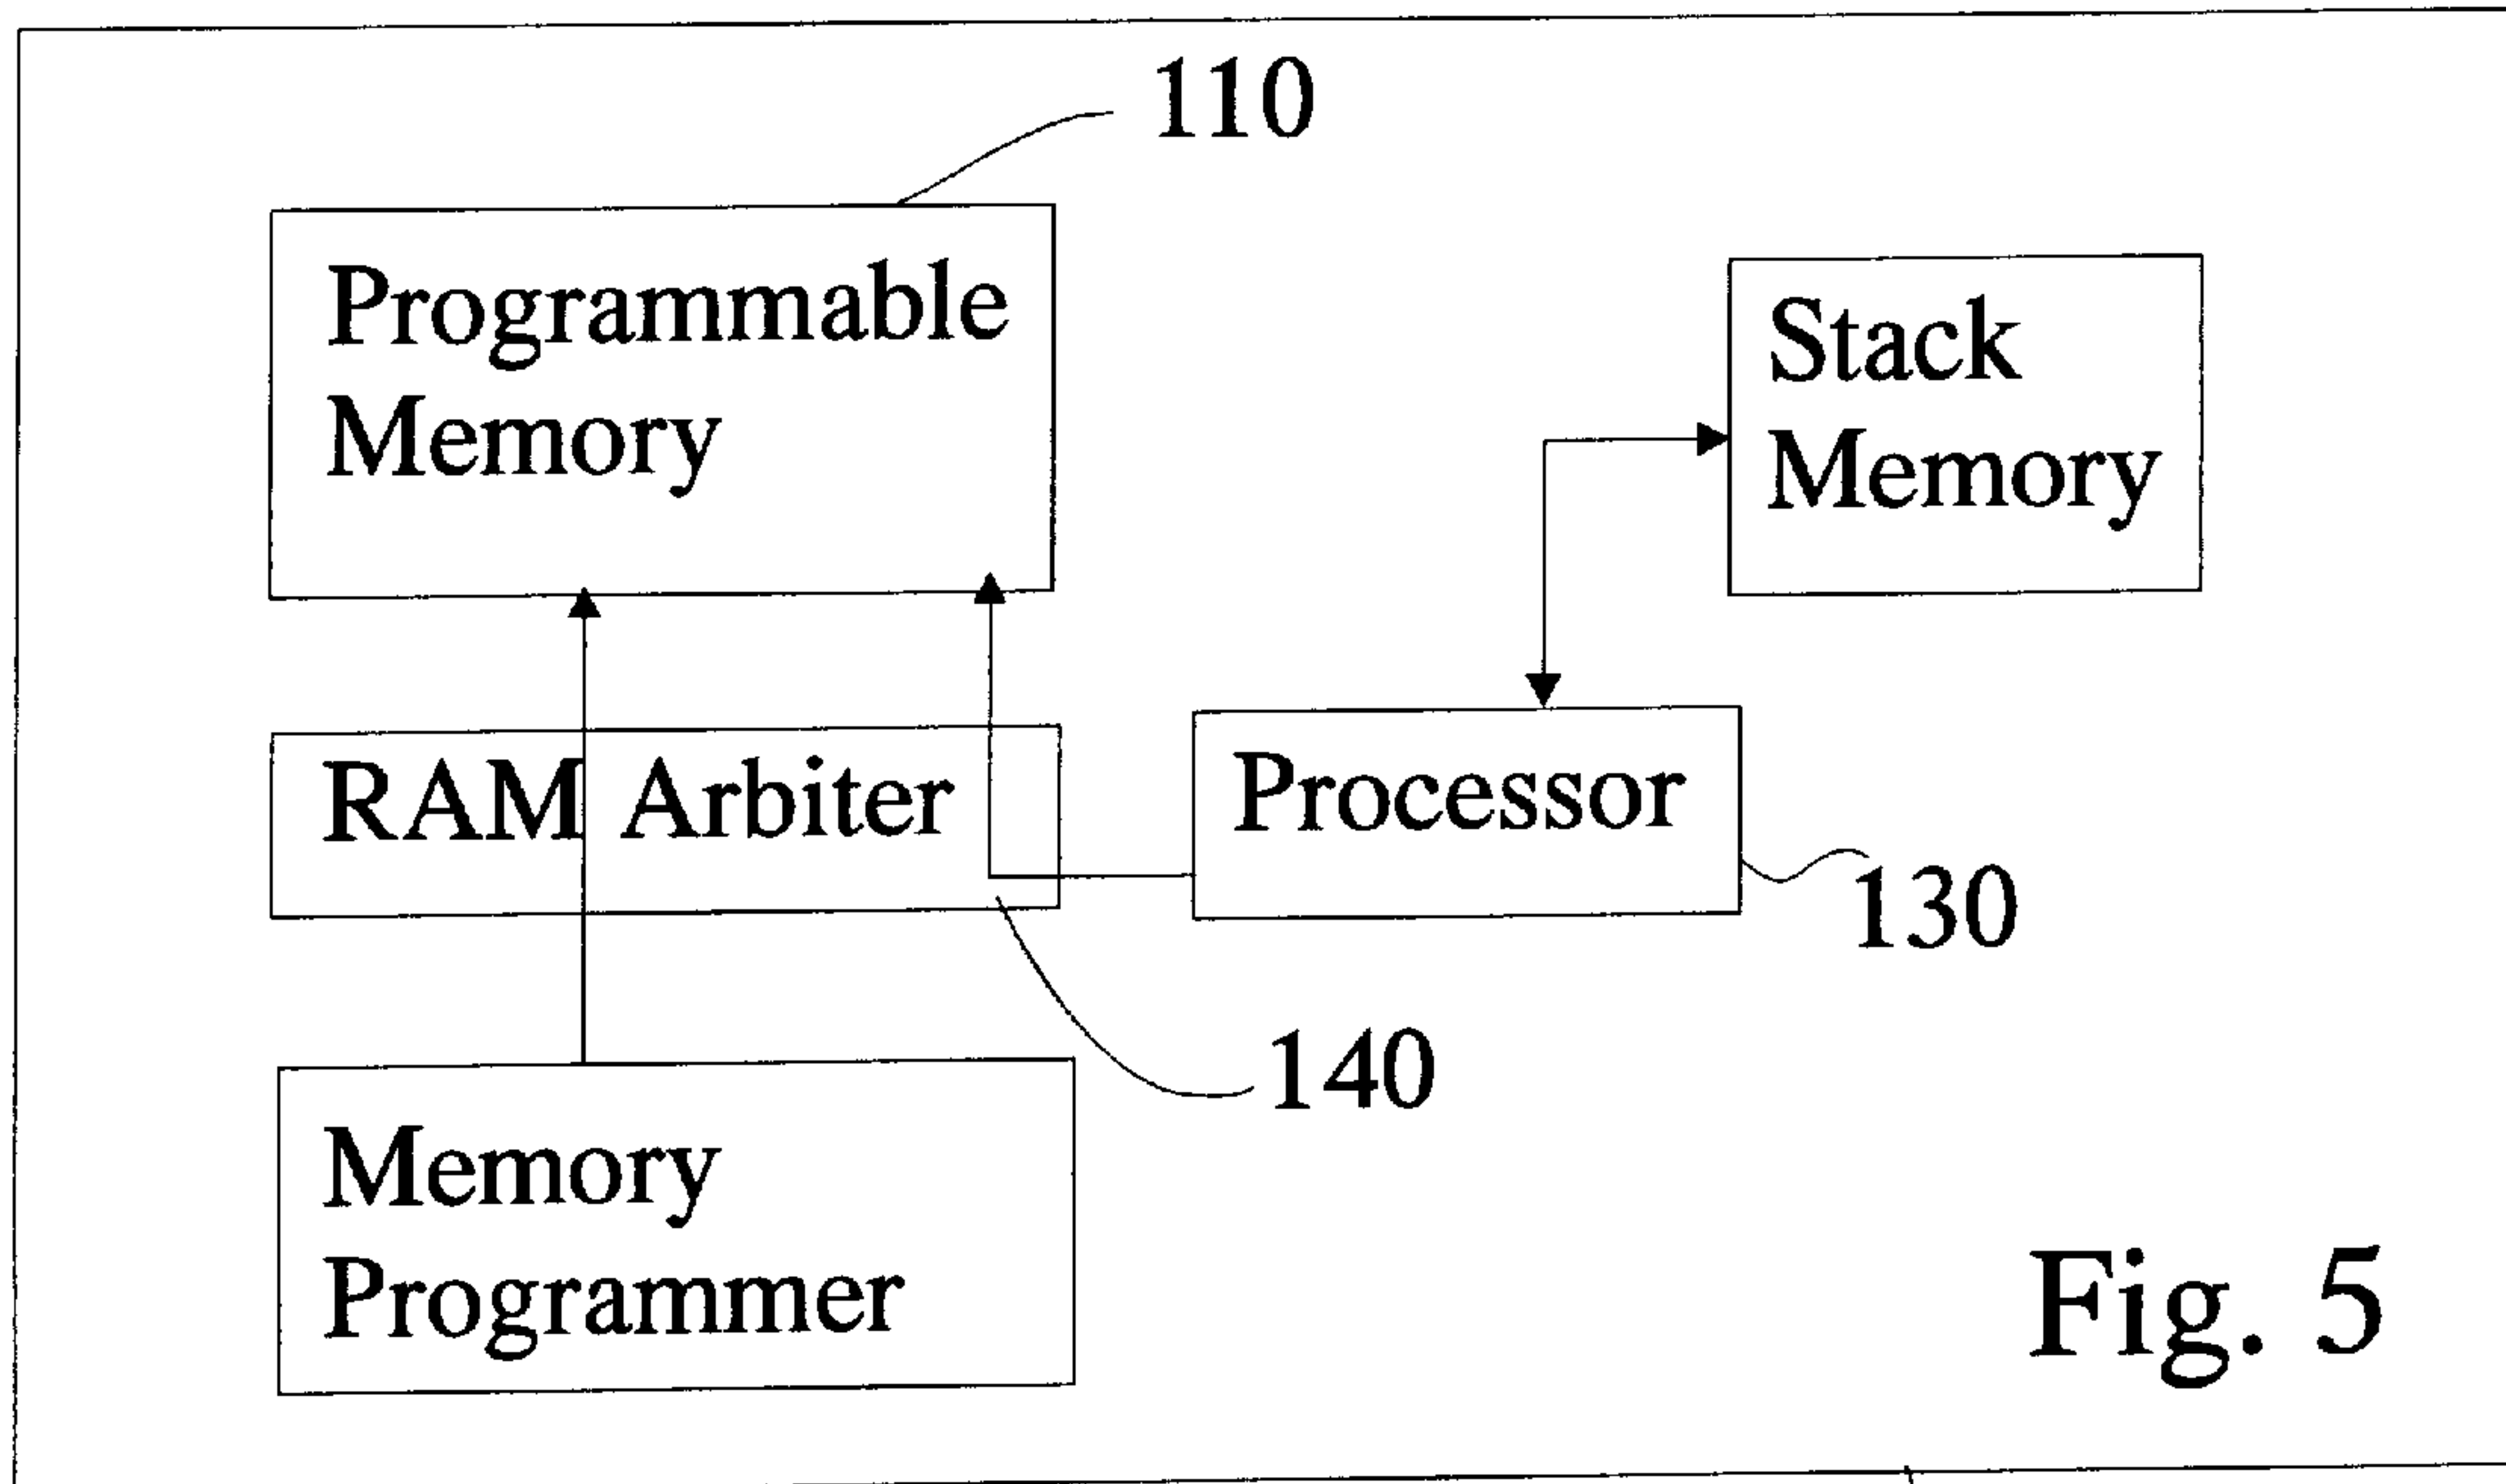 110
Programmable
Memory
Stack
Memory
RAM Arbiter
Processor
130
140
Memory
Programmer
Fig. 5